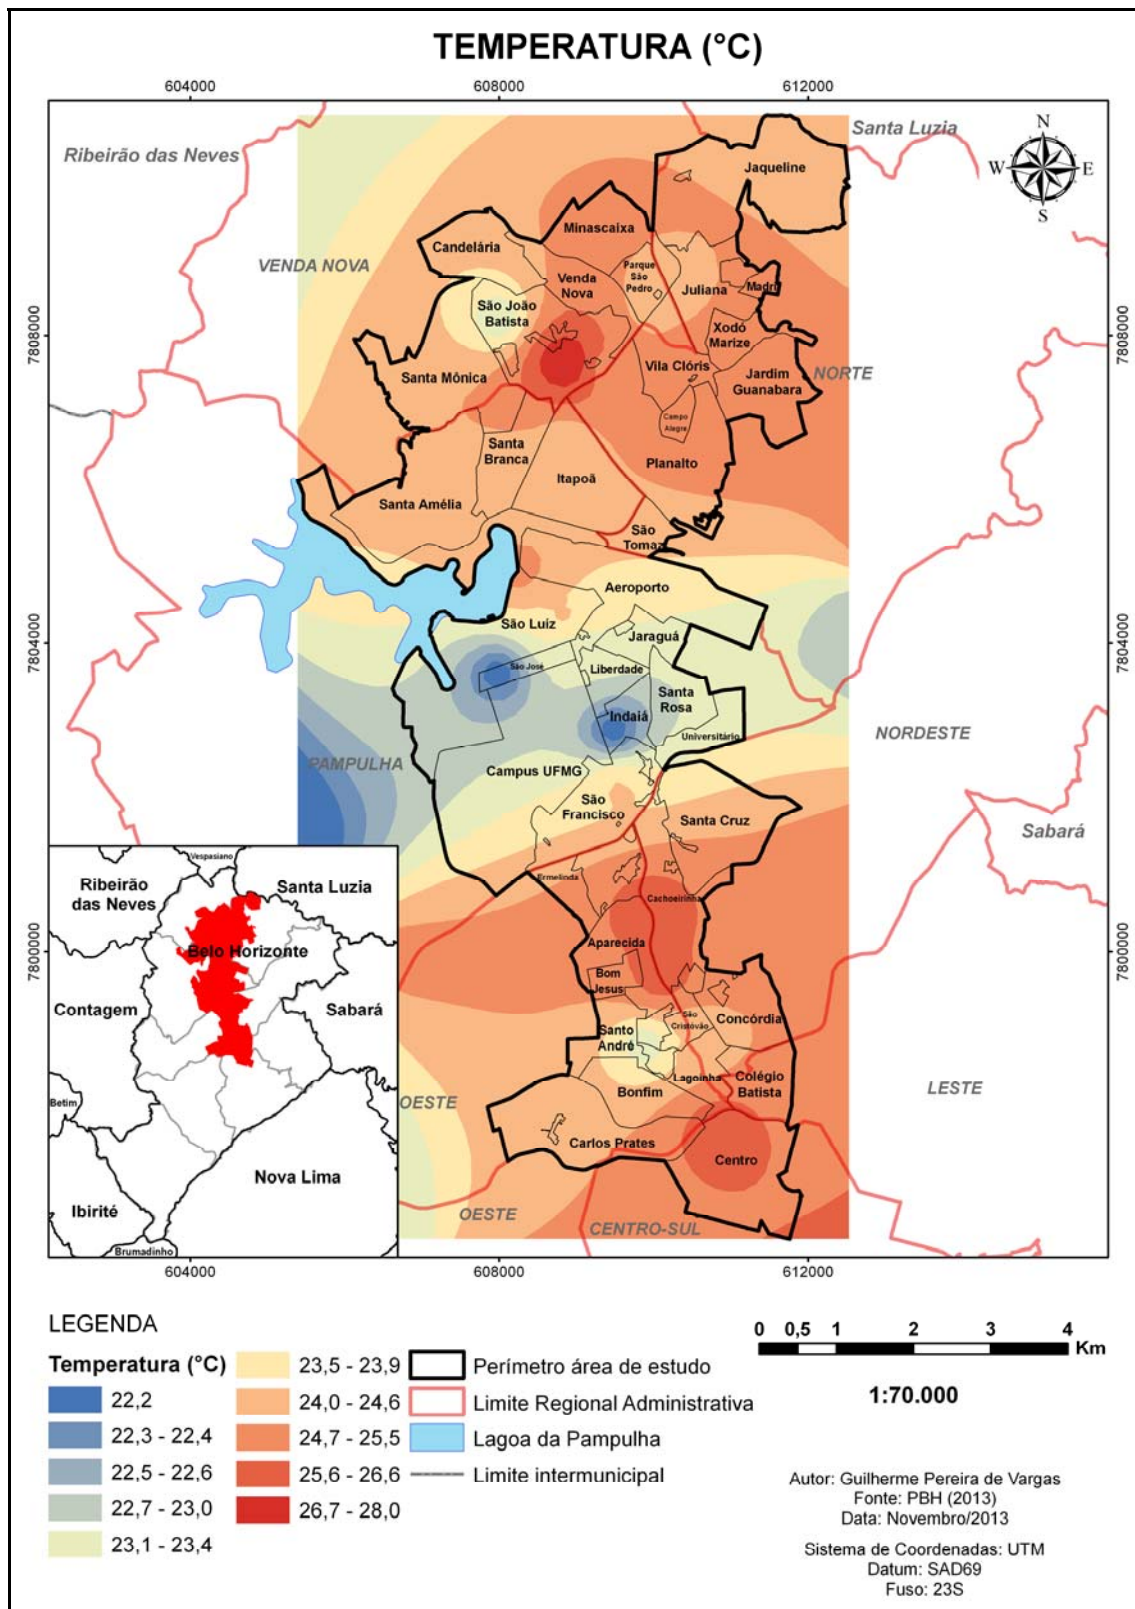 TEMPERATURA (°C)
604000
608000
612000
Ribeirão das Neves
Santa Luzia
N
W
E
S
Jaqueline
Minascaixa
Candelária
VENDA NOVA
Parque
São
Pedro
Venda
Nova
Juliana
Madri
São João
Batista
7808000
7808000
Xodó
Marize
Vila Clóris
Santa Mônica
Jardim
Guanabara
NORTE
Campo
Alegre
Santa
Branca
Planalto
Itapoã
Santa Amélia
São
Tomaz
Aeroporto
São Luíz
Jaraguá
7804000
7804000
São José
Liberdade
Santa
Rosa
Indaiá
Universitário
NORDESTE
PAMPULHA
Campus UFMG
São
Francisco
Santa Cruz
Sabará
Ermelinda
Cachoeirinha
Aparecida
7800000
7800000
Bom
Jesus
São
Cristóvão
Concórdia
Santo
André
Lagoinha
Colégio
Batista
Bonfim
LESTE
OESTE
Carlos Prates
Centro
OESTE
CENTRO-SUL
Vespasiano
Ribeirão
das Neves
Santa Luzia
Belo Horizonte
Contagem
Sabará
Betim
Nova Lima
Ibirité
Brumadinho
604000
608000
612000
LEGENDA
Temperatura (°C)
22,2
22,3 - 22,4
22,5 - 22,6
22,7 - 23,0
23,1 - 23,4
23,5 - 23,9
24,0 - 24,6
24,7 - 25,5
25,6 - 26,6
26,7 - 28,0
Perímetro área de estudo
Limite Regional Administrativa
Lagoa da Pampulha
Limite intermunicipal
0 0,5 1 2 3 4
Km
1:70.000
Autor: Guilherme Pereira de Vargas
Fonte: PBH (2013)
Data: Novembro/2013
Sistema de Coordenadas: UTM
Datum: SAD69
Fuso: 23S